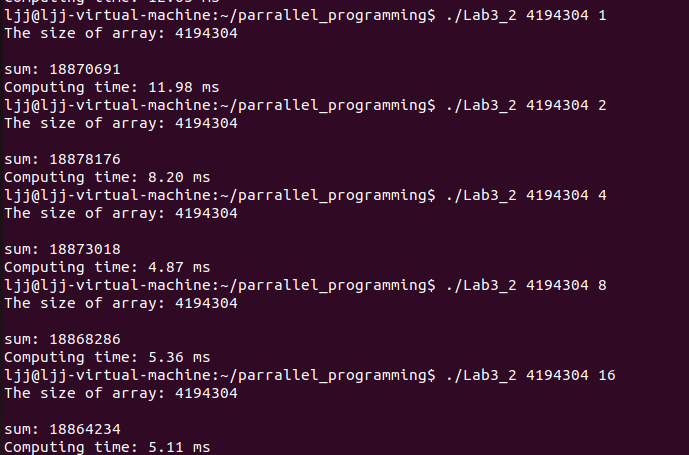 ljj@ljj-virtual-machine:~/parrallel_programming$ ./Lab3_2 4194304 1
The size of array: 4194304
sum: 18870691
Computing time: 11.98 ms
ljj@ljj-virtual-machine:~/parrallel_programming$ ./Lab3_2 4194304 2
The size of array: 4194304
sum: 18878176
Computing time: 8.20 ms
ljj@ljj-virtual-machine:~/parrallel_programming$ ./Lab3_2 4194304 4
The size of array: 4194304
sum: 18873018
Computing time: 4.87 ms
ljj@ljj-virtual-machine:~/parrallel_programming$ ./Lab3_2 4194304 8
The size of array: 4194304
sum: 18868286
Computing time: 5.36 ms
ljj@ljj-virtual-machine:~/parrallel_programming$ ./Lab3_2 4194304 16
The size of array: 4194304
sum: 18864234
Computing time: 5.11 ms